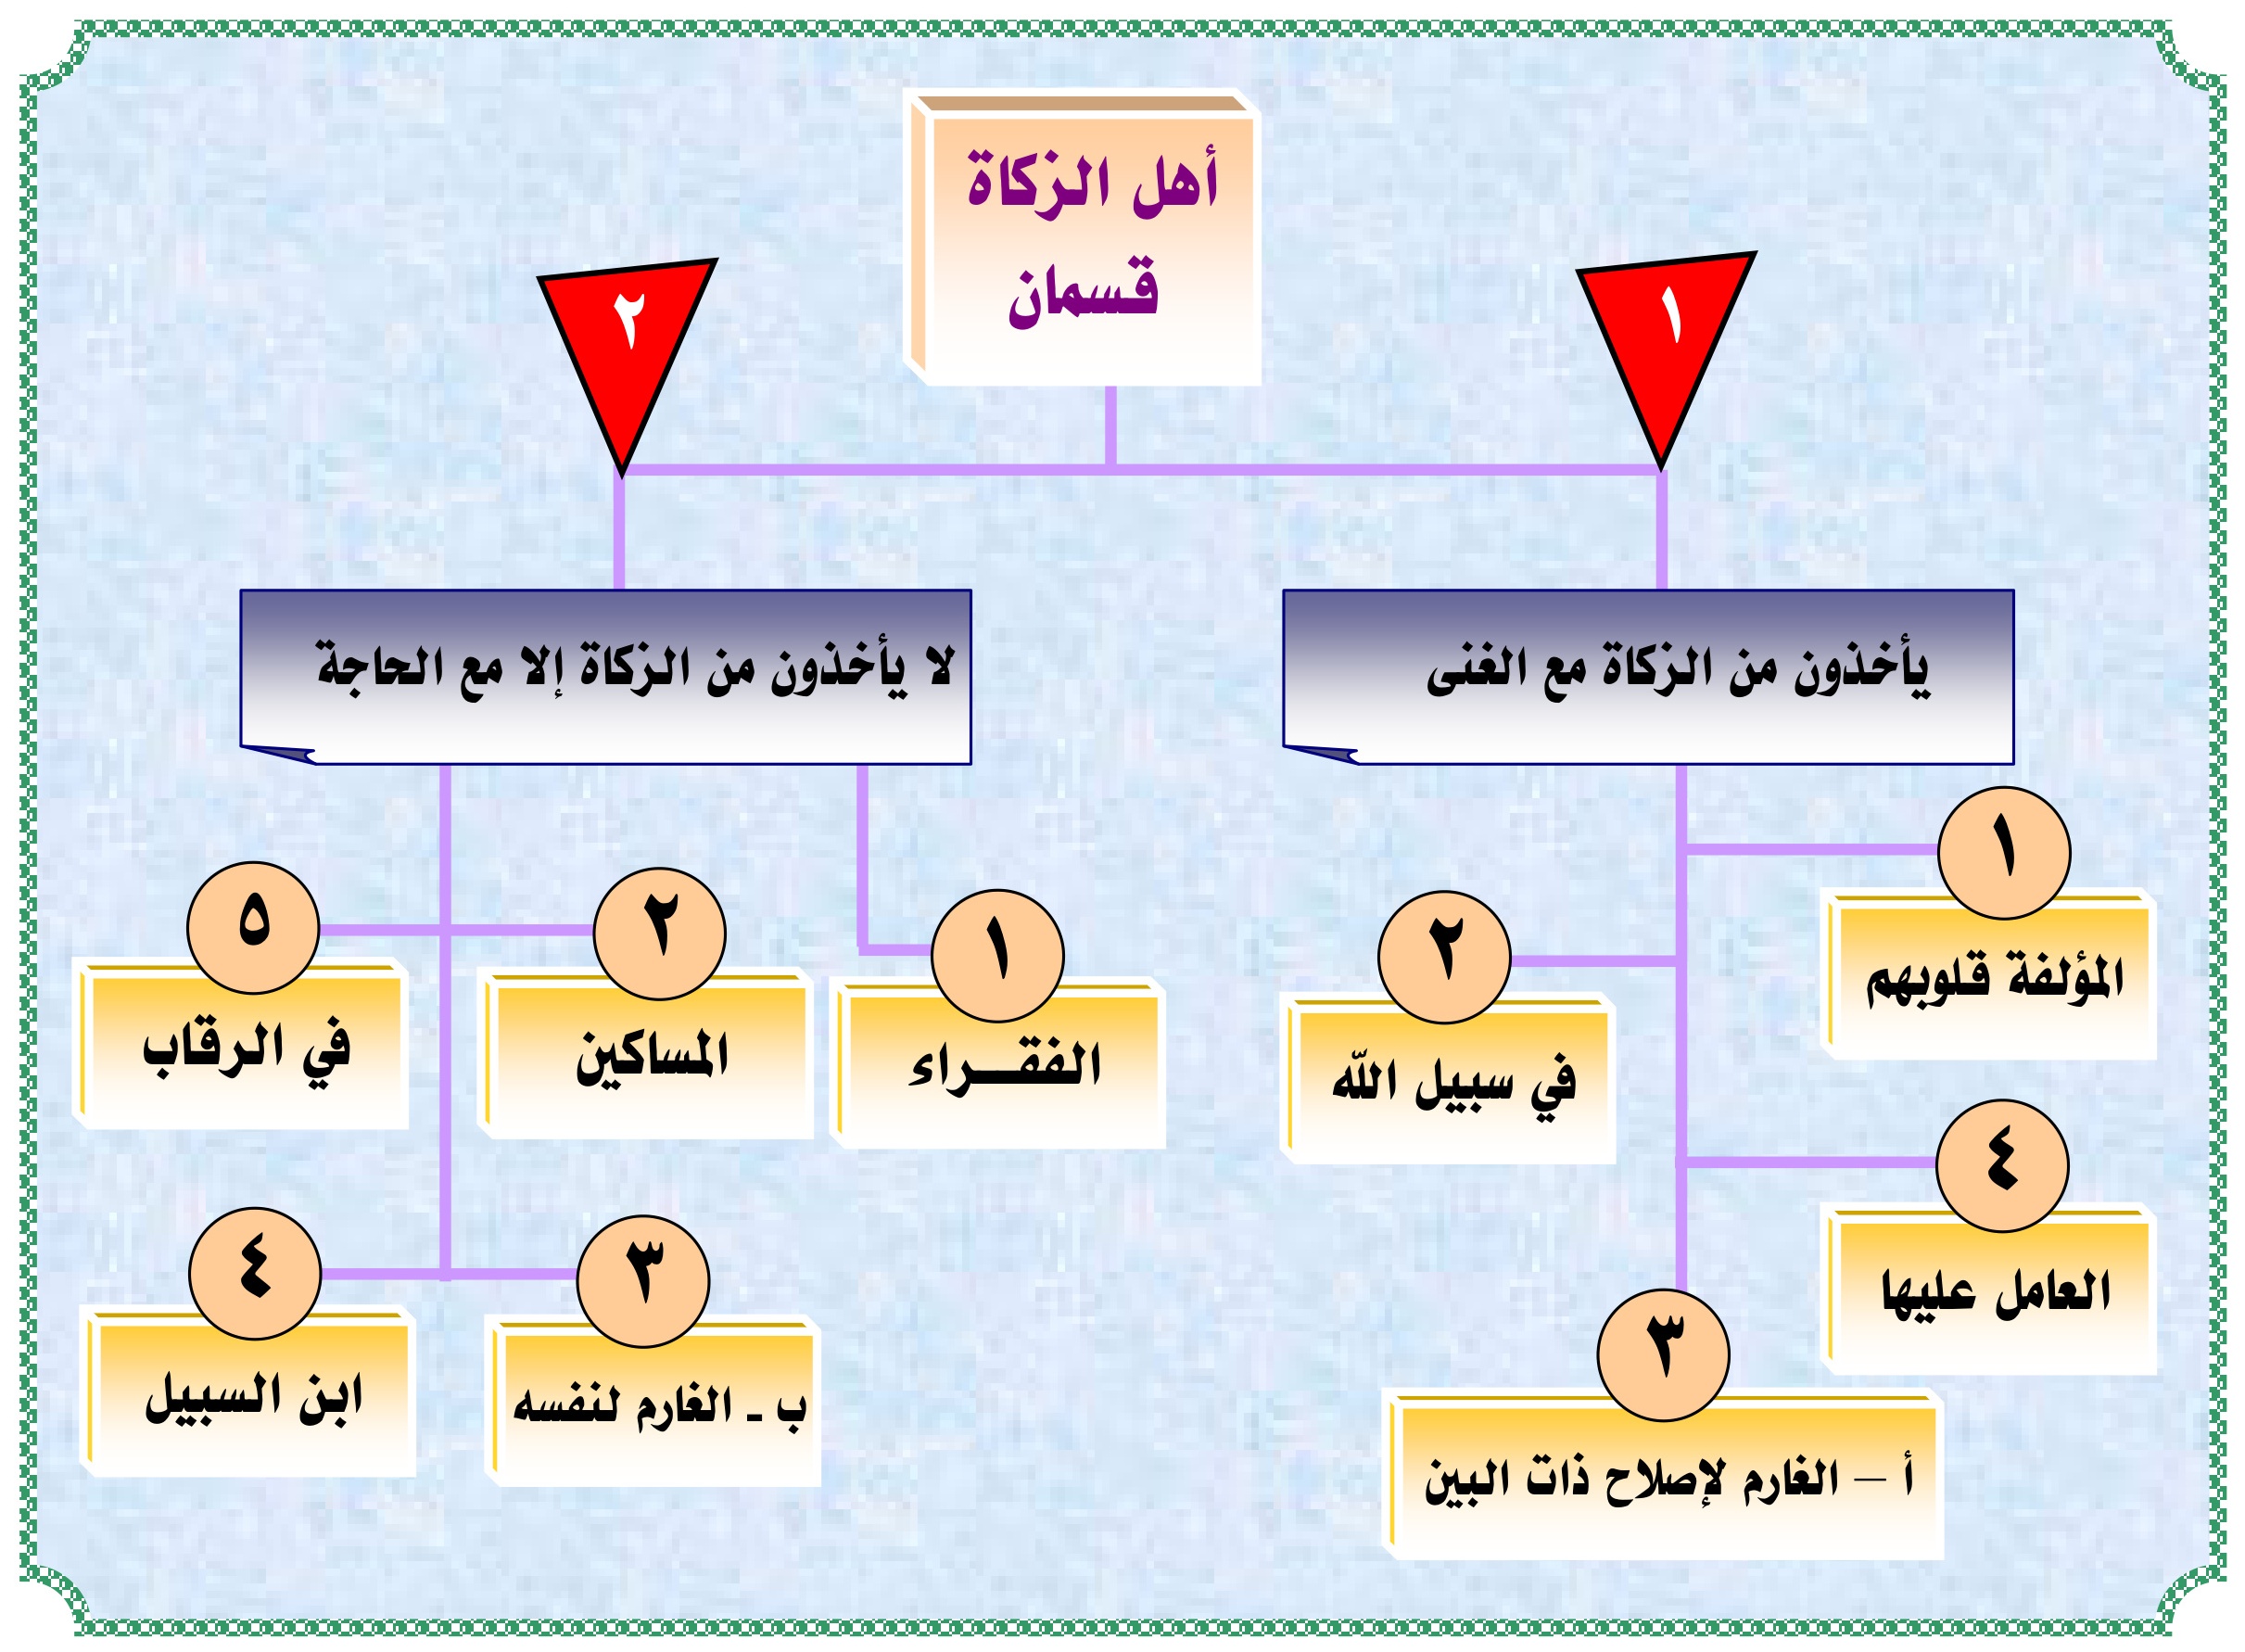 أهل الزكاة
قسمان
١
يأخذون من الزكاة مع الغنى
١
المؤلفة قلوبهم
٢
في سبيل الله
٤
العامل عليها
٣
أ – الغارم لإصلاح ذات البين
٢
لا يأخذون من الزكاة إلا مع الحاجة
١
الفقـــراء
٢
المساكين
٥
في الرقاب
٣
ب ـ الغارم لنفسه
٤
ابن السبيل